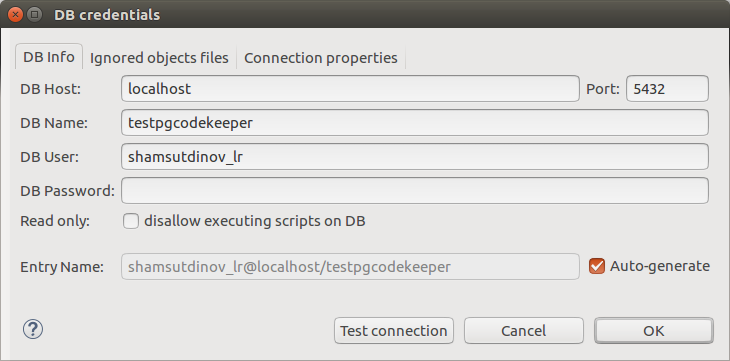 DB credentials
DB Info Ignored objects files Connection properties
DB Host: localhost Port: 5432
DB Name: testpgcodekeeper
DB User: shamsutdinov_lr
DB Password:
Read only: disallow executing scripts on DB
Entry Name: shamsutdinov_lr@localhost/testpgcodekeeper Auto-generate
? Test connection Cancel OK